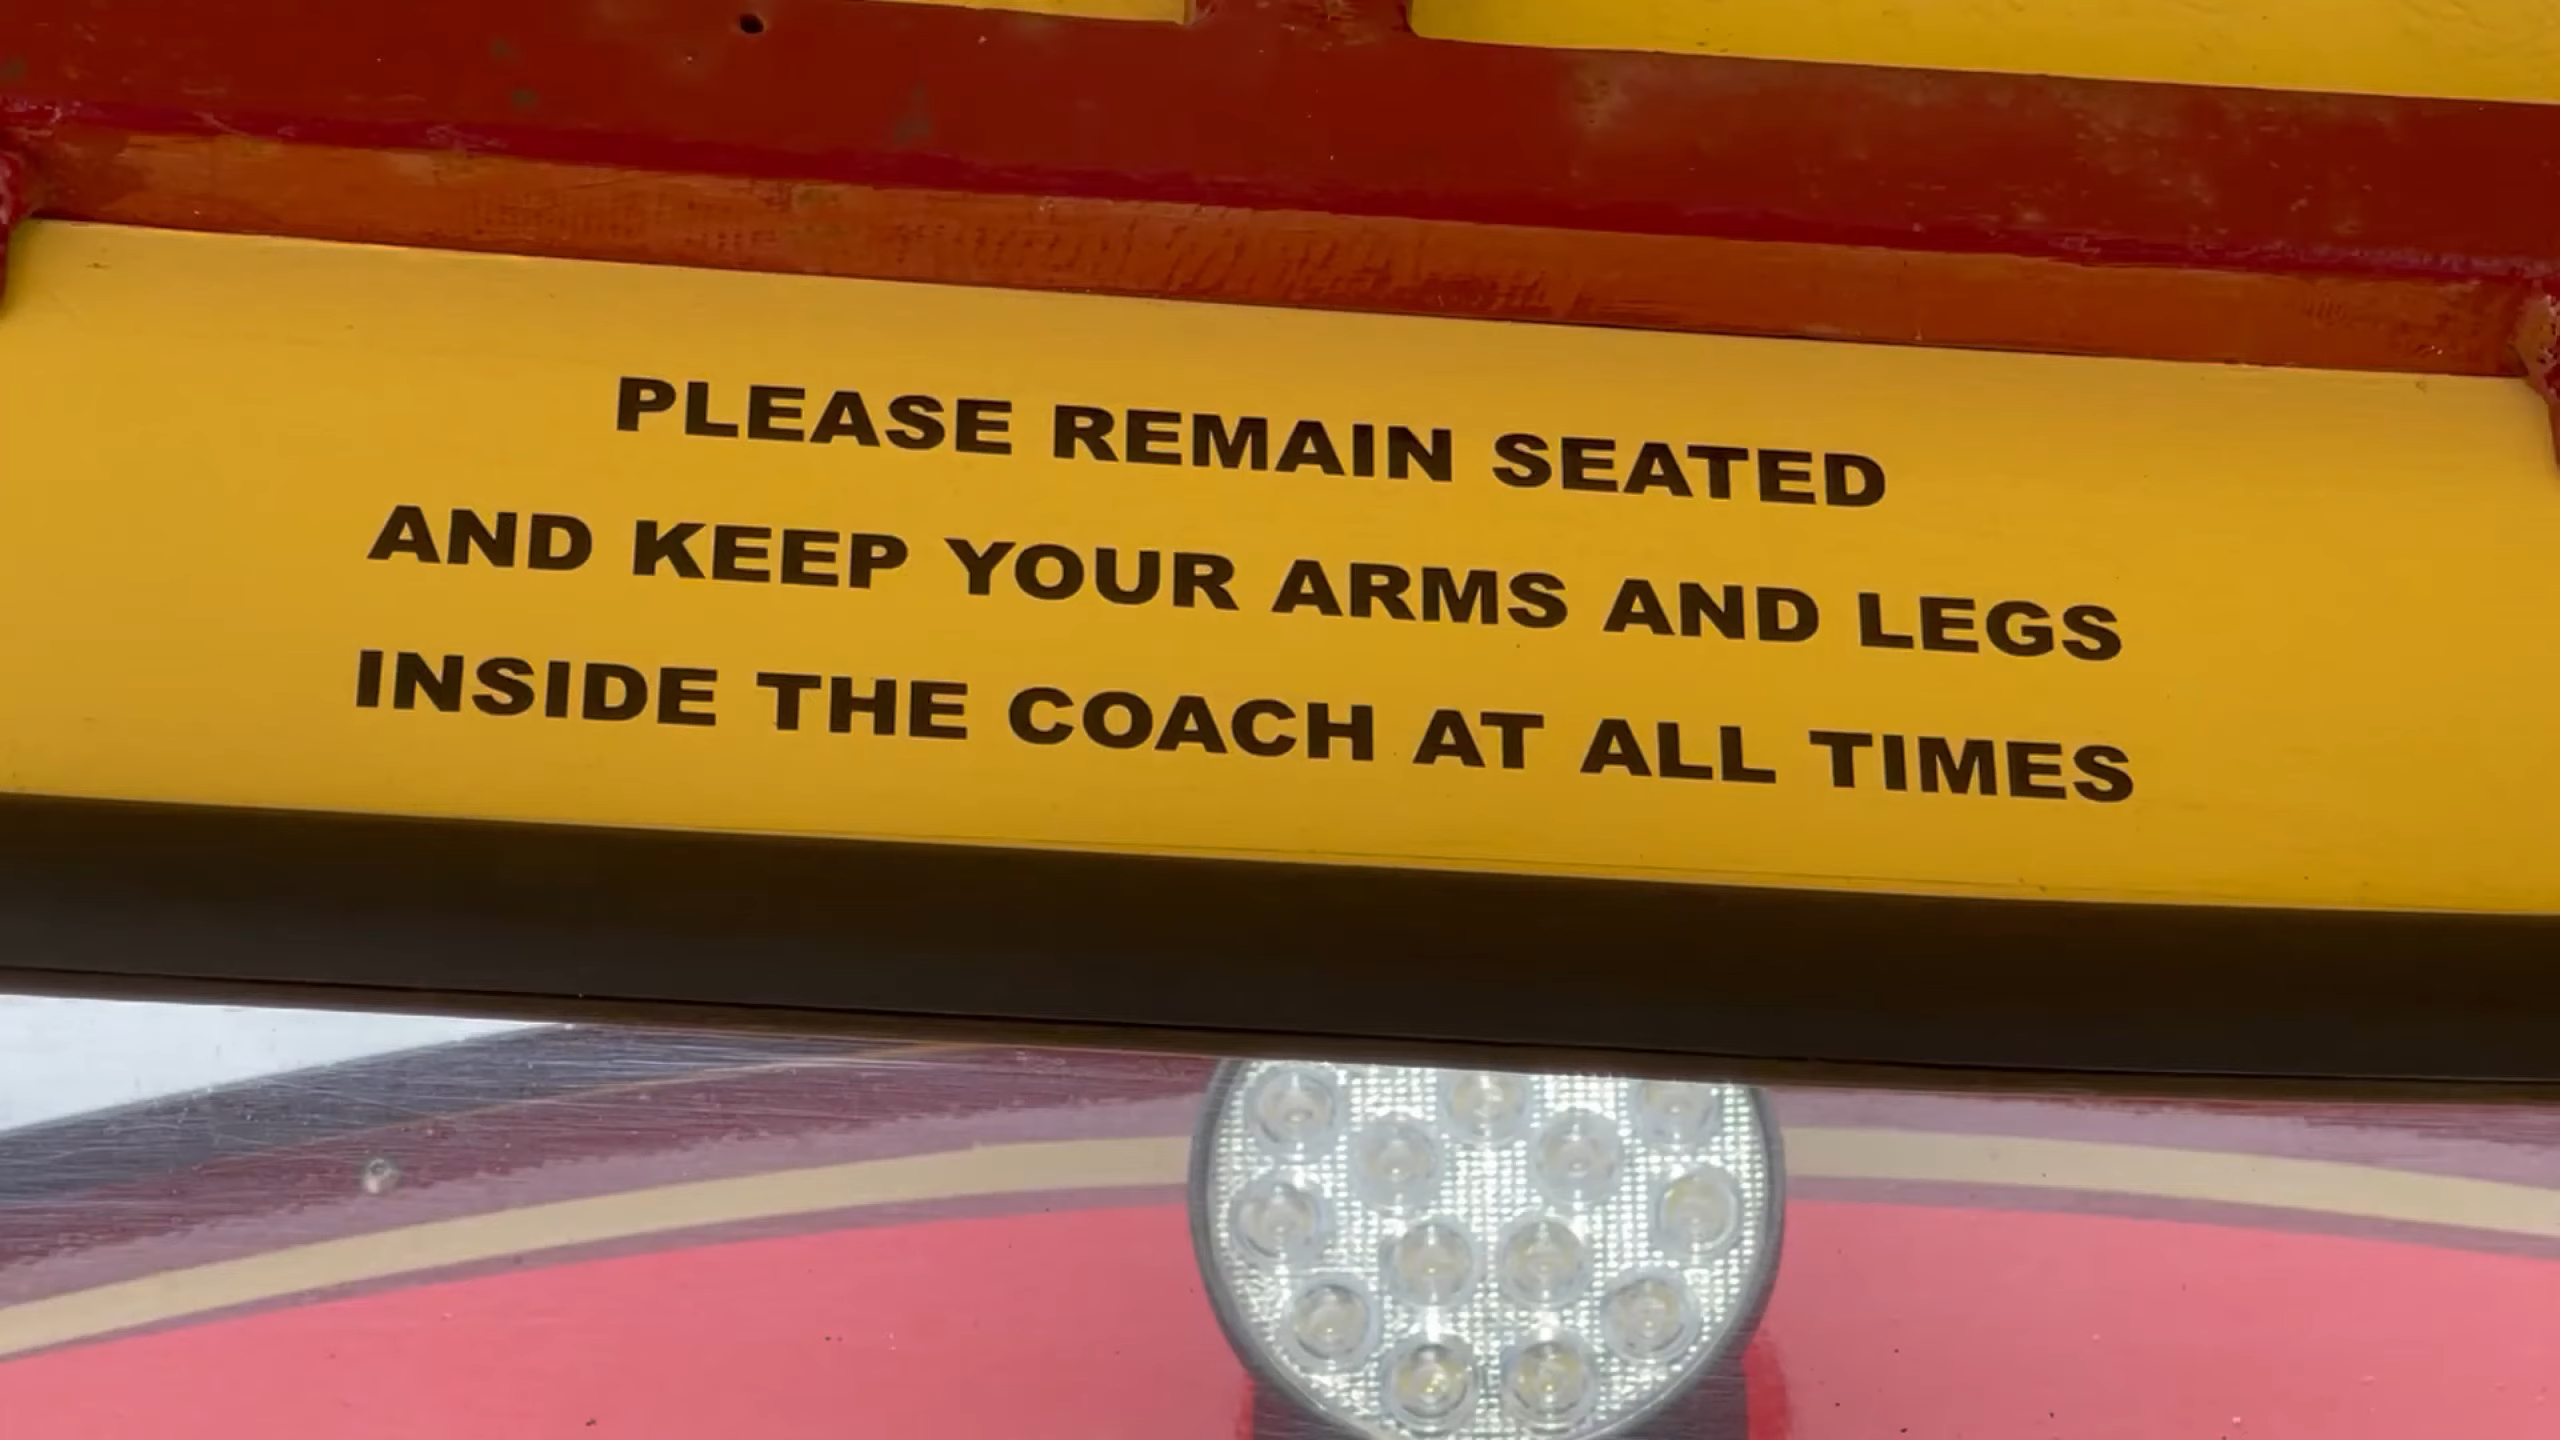 PLEASE REMAIN SEATED
AND KEEP YOUR ARMS AND LEGS
INSIDE THE COACH AT ALL TIMES